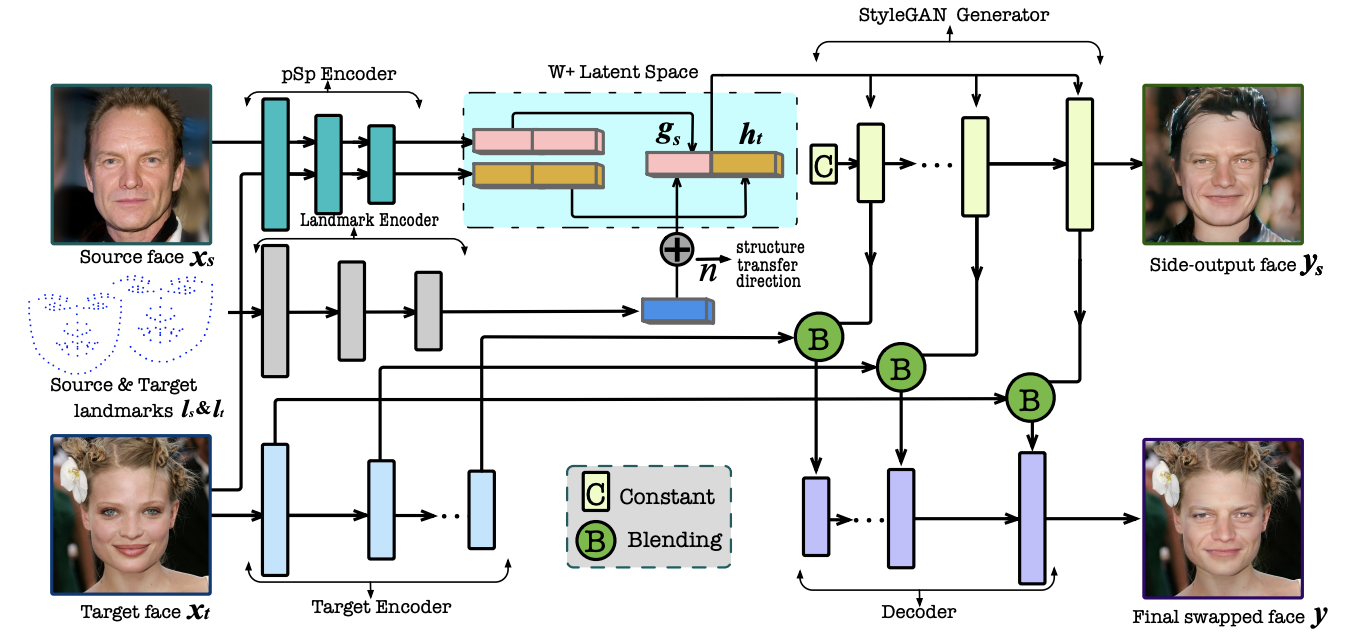 StyleGAN Generator
pSp Encoder
W+ Latent Space
g_s
h_t
C
Source face x_s
Landmark Encoder
n
structure
transfer
direction
Side-output face y_s
Source & Target
landmarks l_s&l_t
B
B
B
C Constant
B Blending
Target face x_t
Target Encoder
Decoder
Final swapped face y